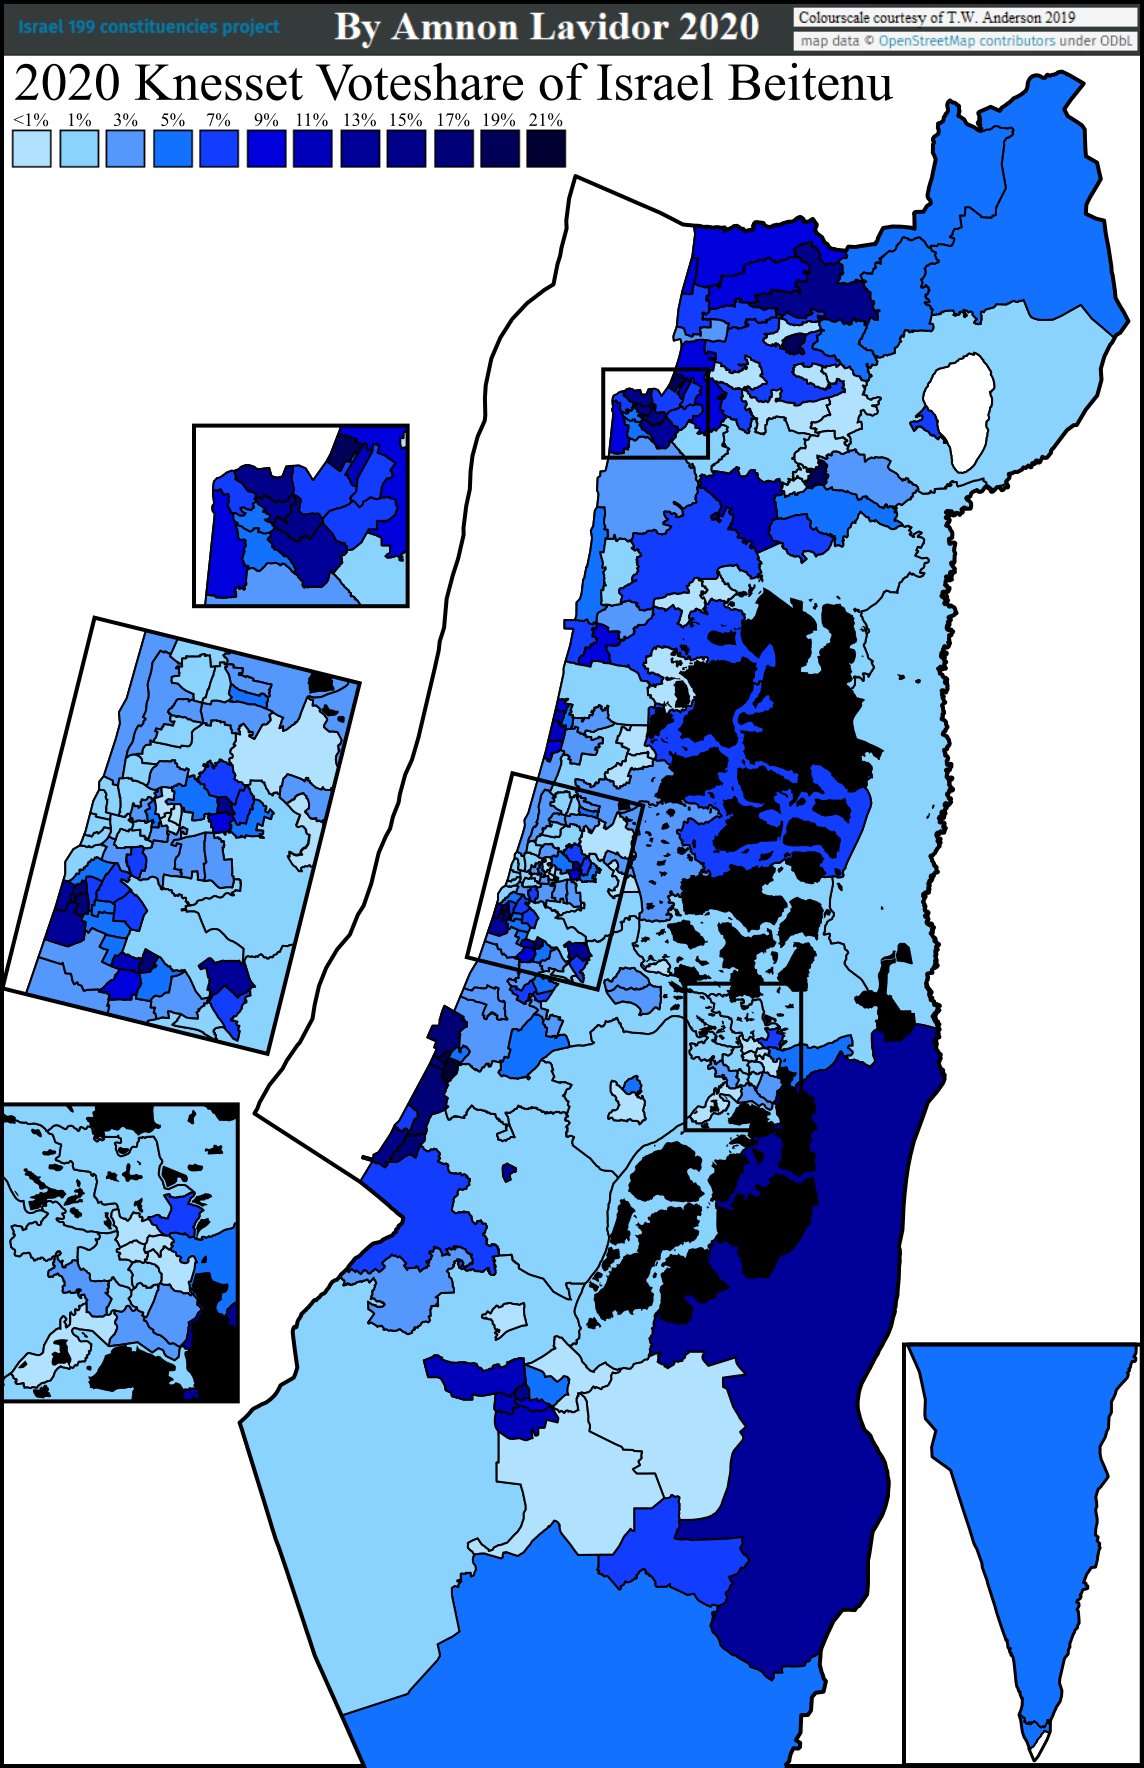 Israel 199 constituencies project
By Amnon Lavidor 2020
Colourscale courtesy of T.W. Anderson 2019
map data © OpenStreetMap contributors under ODbL
2020 Knesset Voteshare of Israel Beitenu
<1% 1% 3% 5% 7% 9% 11% 13% 15% 17% 19% 21%